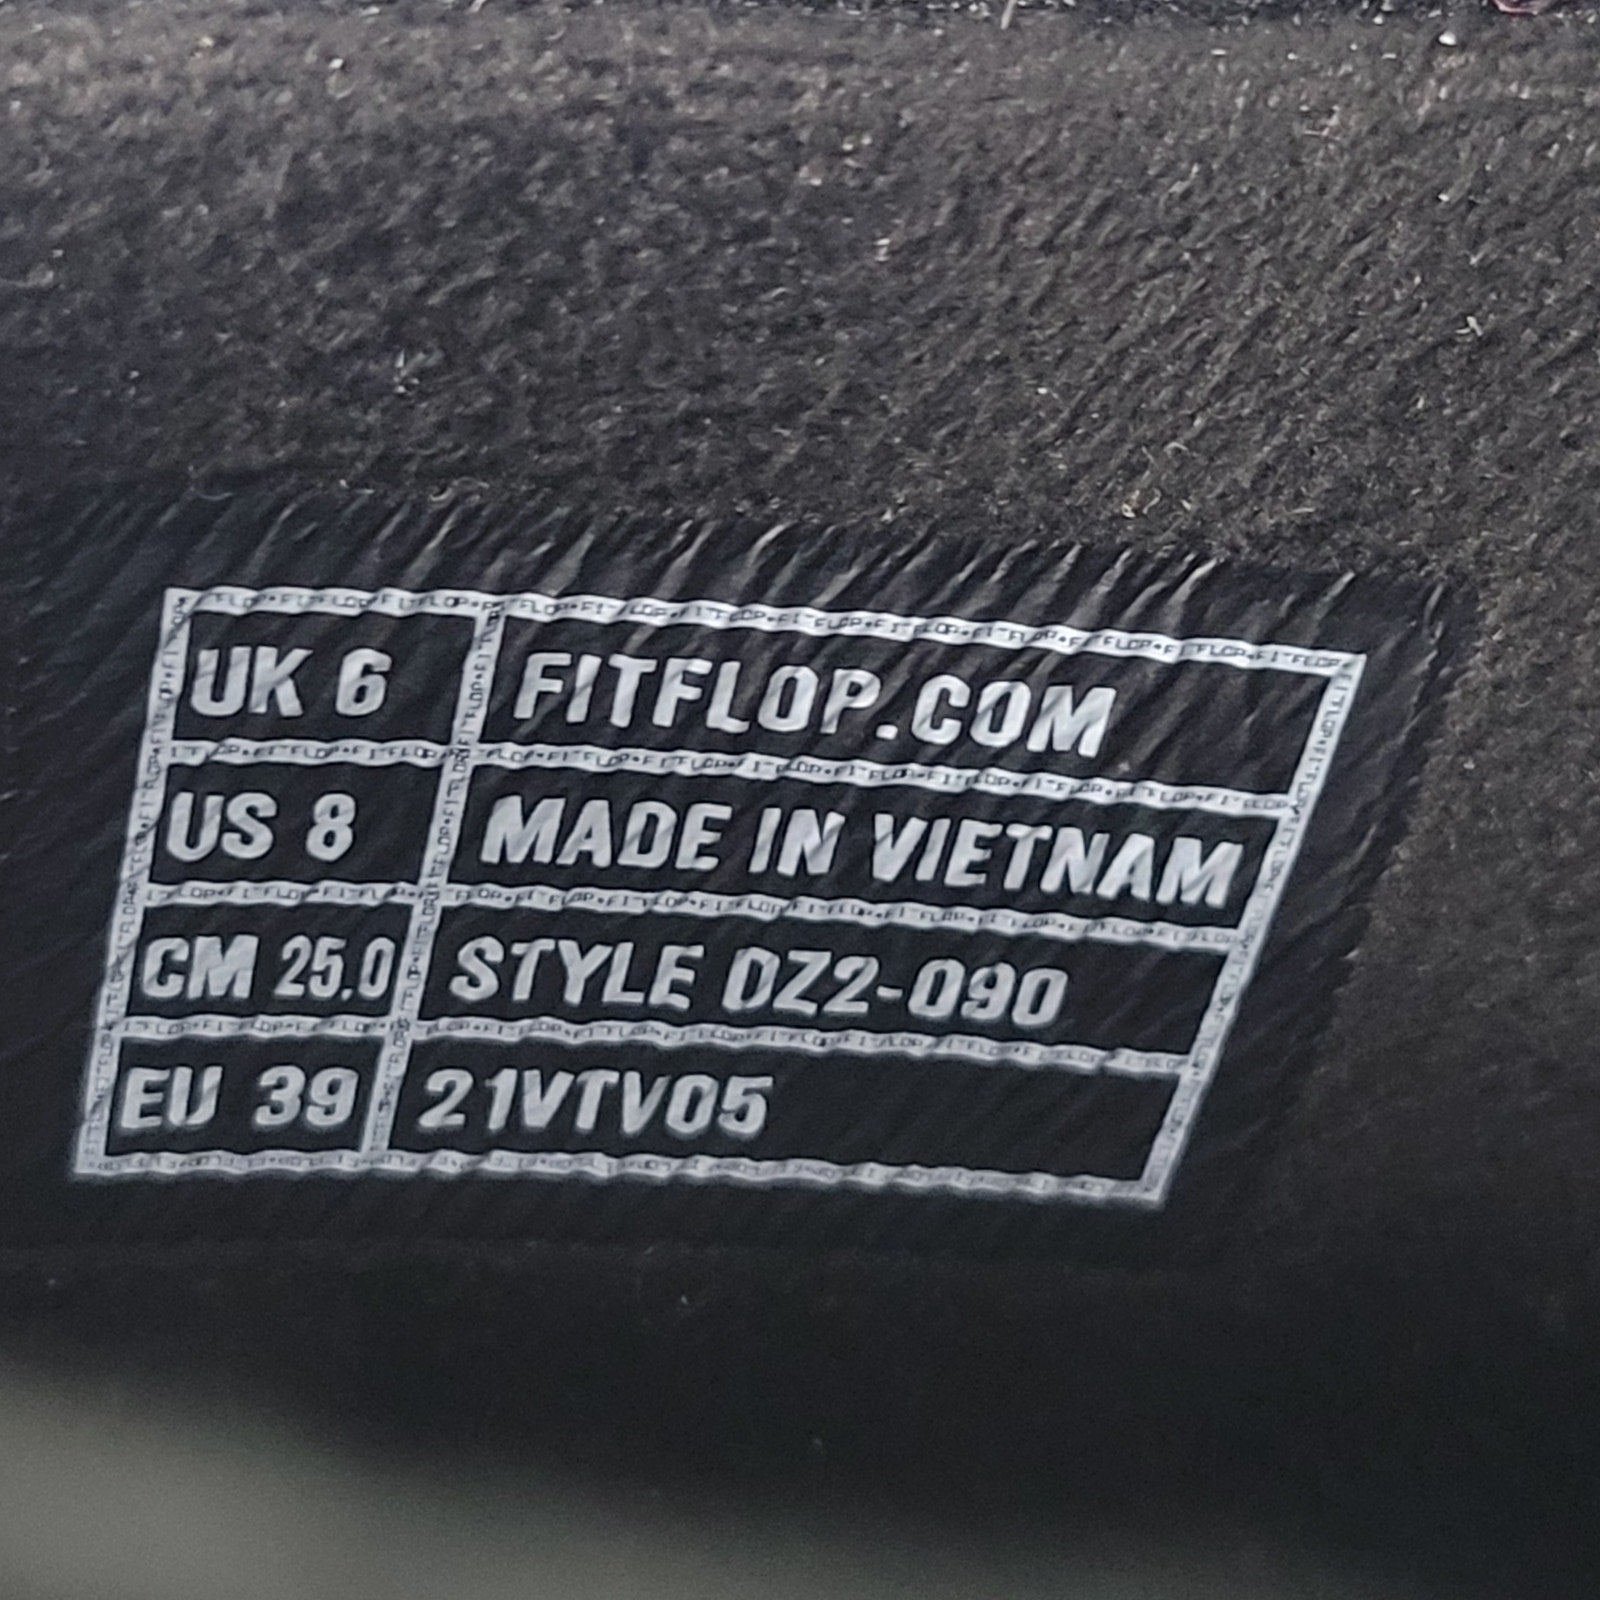 UK 6 FITFLOP.COM
US 8 MADE IN VIETNAM
CM 25.0 STYLE DZ2-090
EU 39 21VTV05